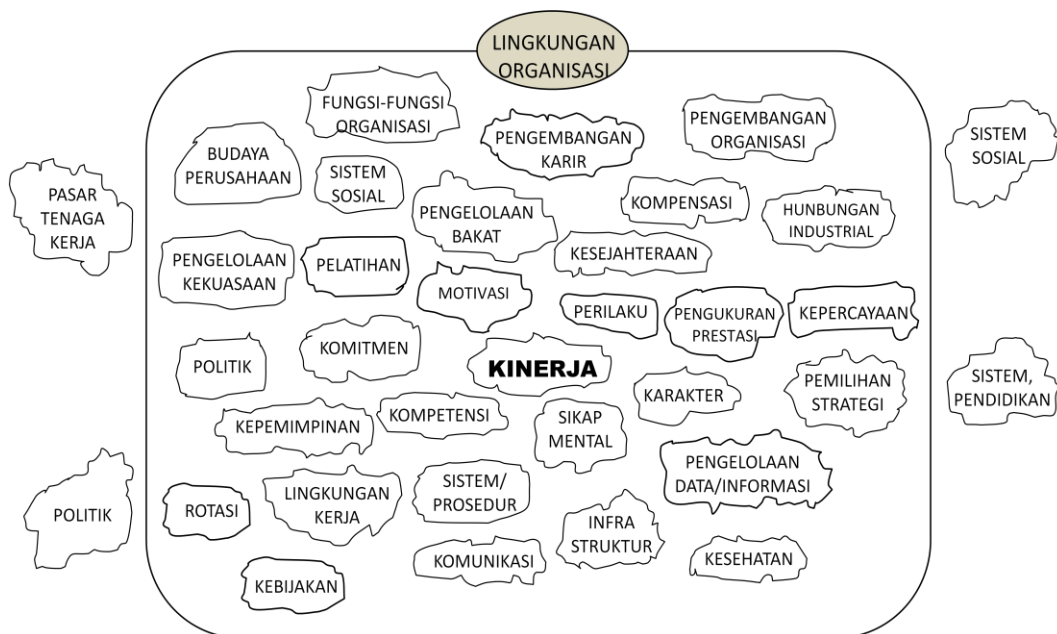 LINGKUNGAN
ORGANISASI
FUNGSI-FUNGSI
ORGANISASI
PENGEMBANGAN
KARIR
PENGEMBANGAN
ORGANISASI
SISTEM
SOSIAL
BUDAYA
PERUSAHAAN
SISTEM
SOSIAL
PASAR
TENAGA
KERJA
PENGELOLAAN
BAKAT
KOMPENSASI
HUNBUNGAN
INDUSTRIAL
PENGELOLAAN
KEKUASAAN
PELATIHAN
KESEJAHTERAAN
MOTIVASI
PERILAKU
PENGUKURAN
PRESTASI
KEPERCAYAAN
POLITIK
KOMITMEN
KINERJA
KARAKTER
PEMILIHAN
STRATEGI
SISTEM,
PENDIDIKAN
KEPEMIMPINAN
KOMPETENSI
SIKAP
MENTAL
PENGELOLAAN
DATA/INFORMASI
POLITIK
ROTASI
LINGKUNGAN
KERJA
SISTEM/
PROSEDUR
INFRA
STRUKTUR
KOMUNIKASI
KESEHATAN
KEBIJAKAN